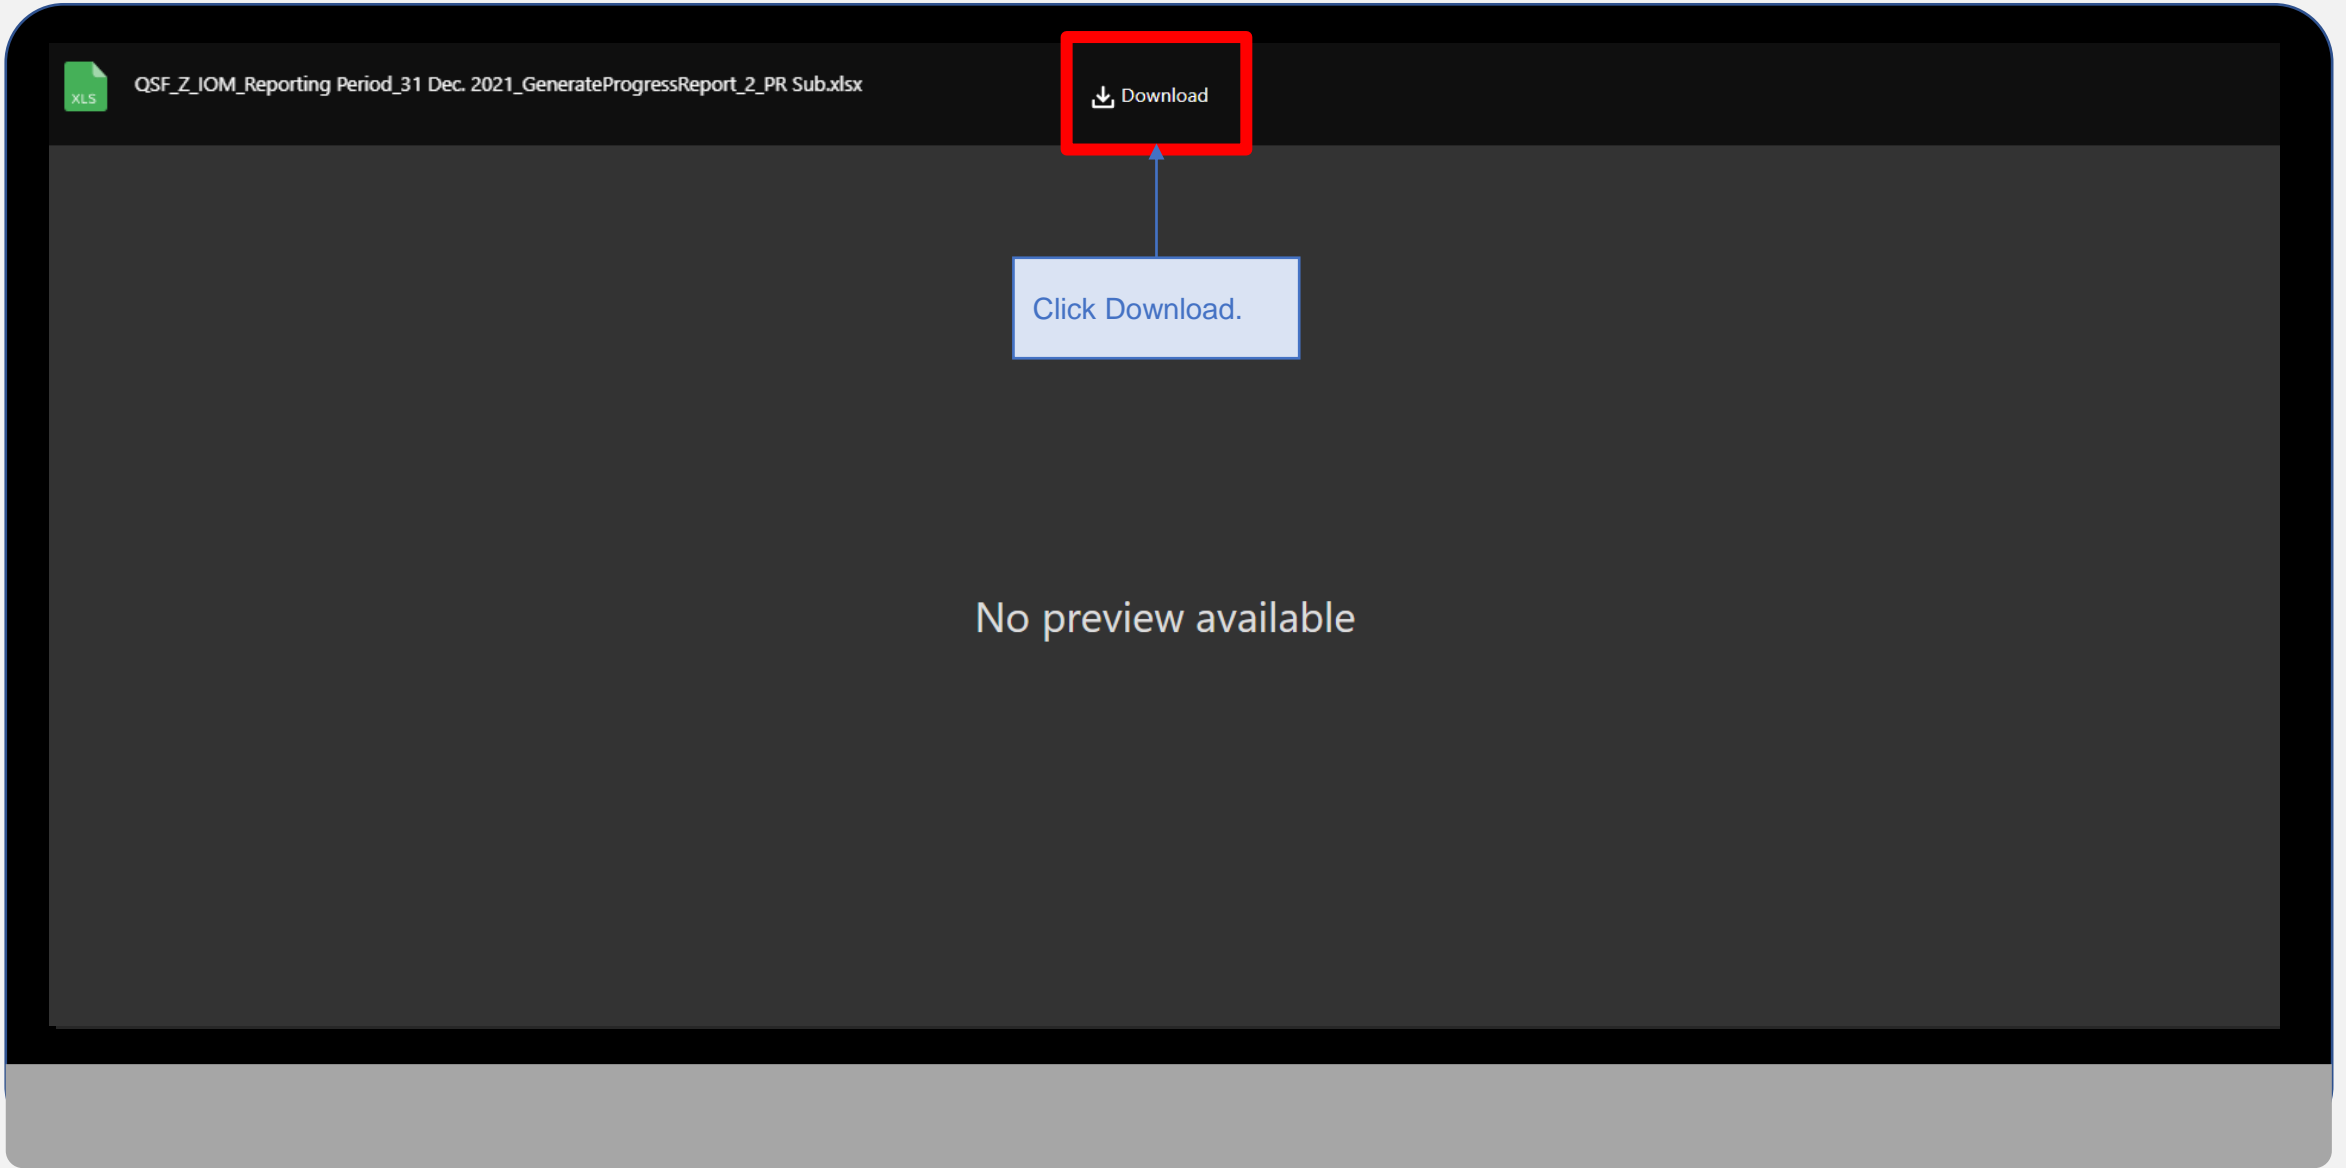 XLS
QSF_Z_IOM_Reporting Period_31 Dec. 2021_GenerateProgressReport_2_PR Sub.xlsx
Download
Click Download.
No preview available